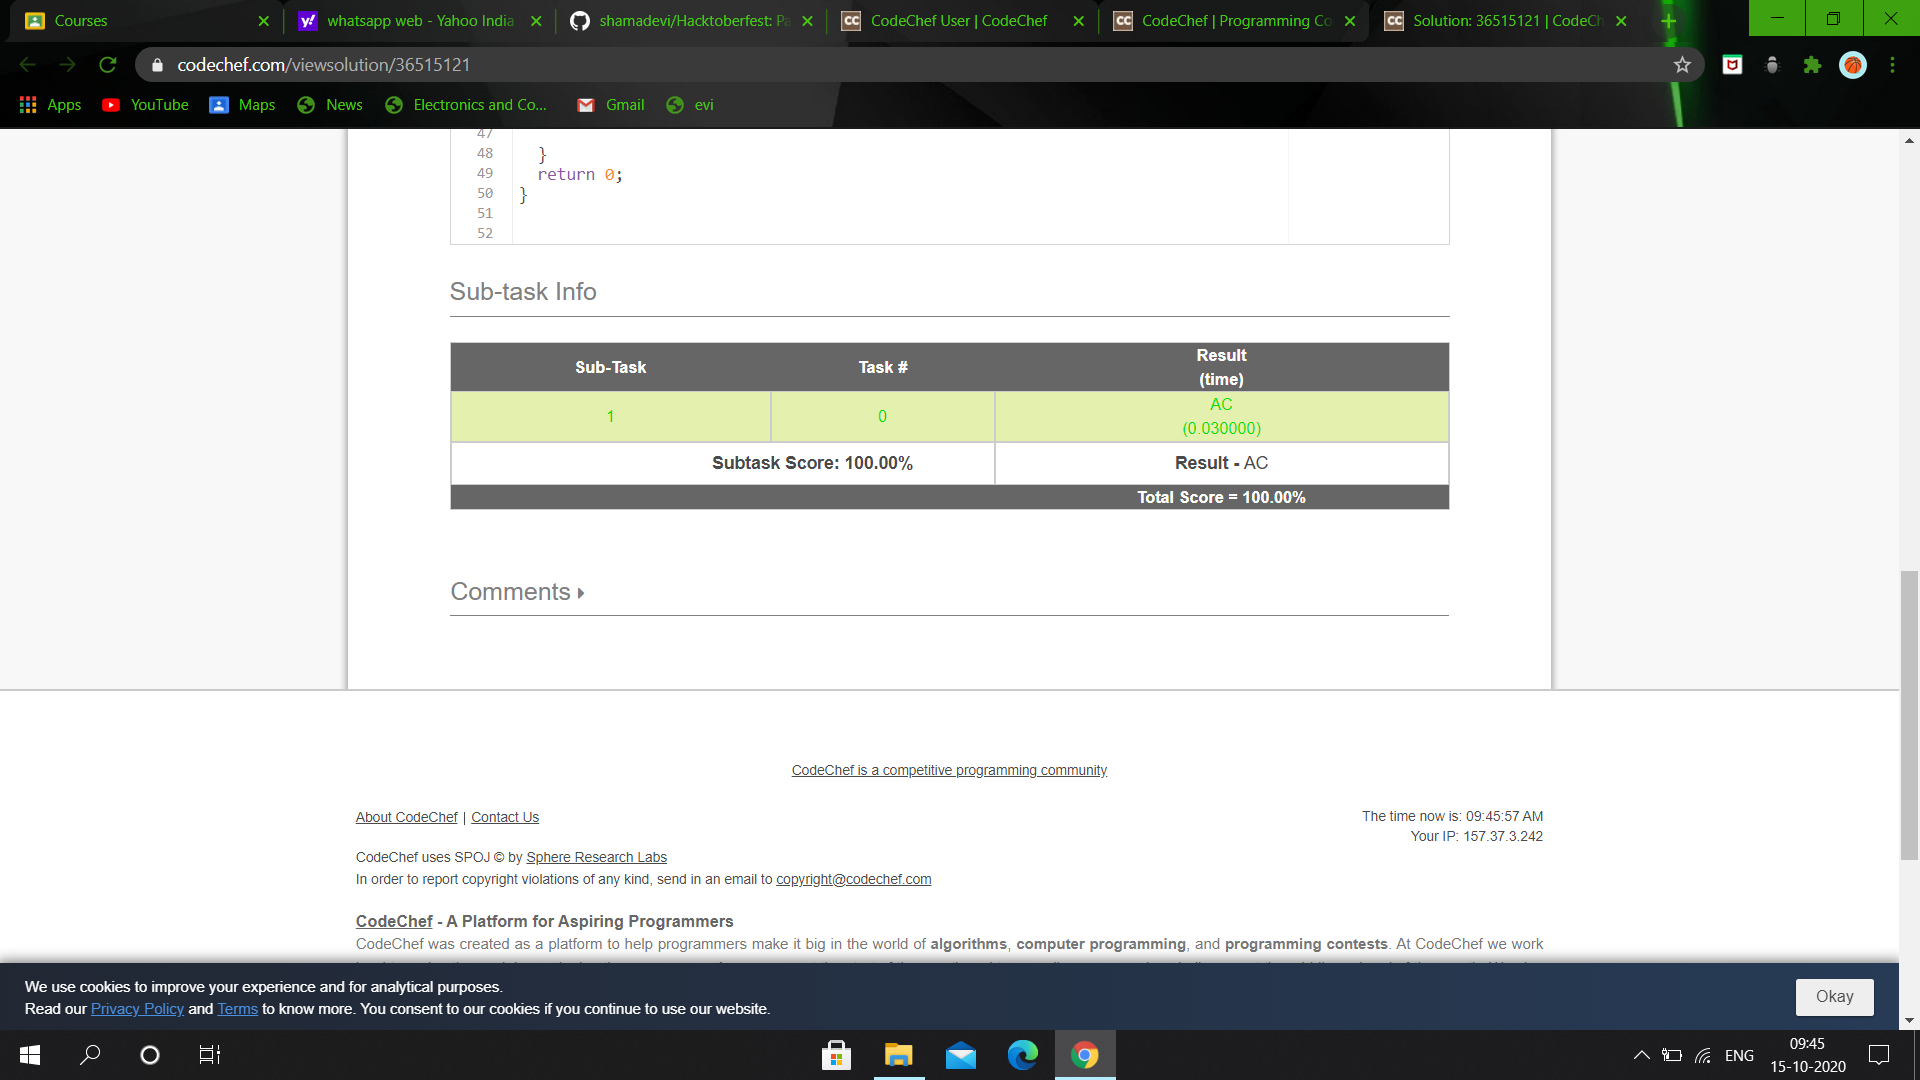 Courses
whatsapp web - Yahoo India
shamadevi/Hacktoberfest: Pa
CodeChef User | CodeChef
CodeChef | Programming Co
Solution: 36515121 | CodeCh
codechef.com/viewsolution/36515121
Apps
YouTube
Maps
News
Electronics and Co...
Gmail
evi
47
48 }
49 return 0;
50 }
51
52
Sub-task Info
Sub-Task Task # Result
(time)
1 0 AC
(0.030000)
Subtask Score: 100.00% Result - AC
Total Score = 100.00%
Comments
CodeChef is a competitive programming community
About CodeChef | Contact Us
The time now is: 09:45:57 AM
Your IP: 157.37.3.242
CodeChef uses SPOJ © by Sphere Research Labs
In order to report copyright violations of any kind, send in an email to copyright@codechef.com
CodeChef - A Platform for Aspiring Programmers
CodeChef was created as a platform to help programmers make it big in the world of algorithms, computer programming, and programming contests. At CodeChef we work
We use cookies to improve your experience and for analytical purposes.
Read our Privacy Policy and Terms to know more. You consent to our cookies if you continue to use our website.
Okay
ENG
09:45
15-10-2020